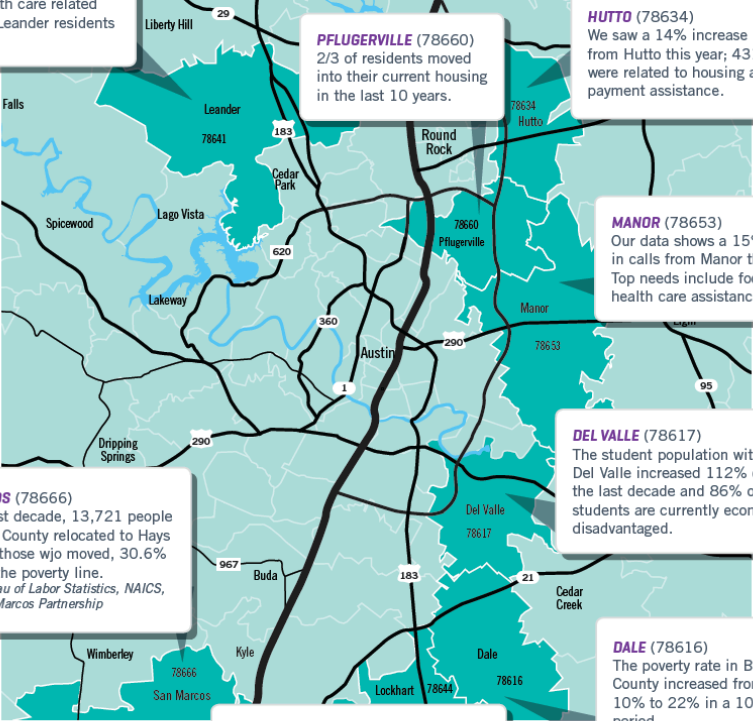 th care related
Leander residents
29
Liberty Hill
PFLUGERVILLE (78660)
2/3 of residents moved
into their current housing
in the last 10 years.
HUTTO (78634)
We saw a 14% increase
from Hutto this year; 43
were related to housing a
payment assistance.
Falls
Leander
78641
183
78634
Hutto
Round
Rock
Cedar
Park
Lago Vista
Spicewood
78660
Pflugerville
MANOR (78653)
Our data shows a 15%
in calls from Manor t
Top needs include foo
health care assistanc
620
Lakeway
Manor
360
Elgin
Austin
290
78653
1
95
Dripping
Springs
290
DEL VALLE (78617)
The student population wit
Del Valle increased 112%
the last decade and 86% o
students are currently econ
disadvantaged.
OS (78666)
st decade, 13,721 people
County relocated to Hays
those wjo moved, 30.6%
he poverty line.
au of Labor Statistics, NAICS,
Marcos Partnership
Del Valle
78617
967
Buda
183
21
Cedar
Creek
Wimberley
Kyle
78666
San Marcos
Dale
78616
Lockhart
78644
DALE (78616)
The poverty rate in B
County increased fro
10% to 22% in a 10
period